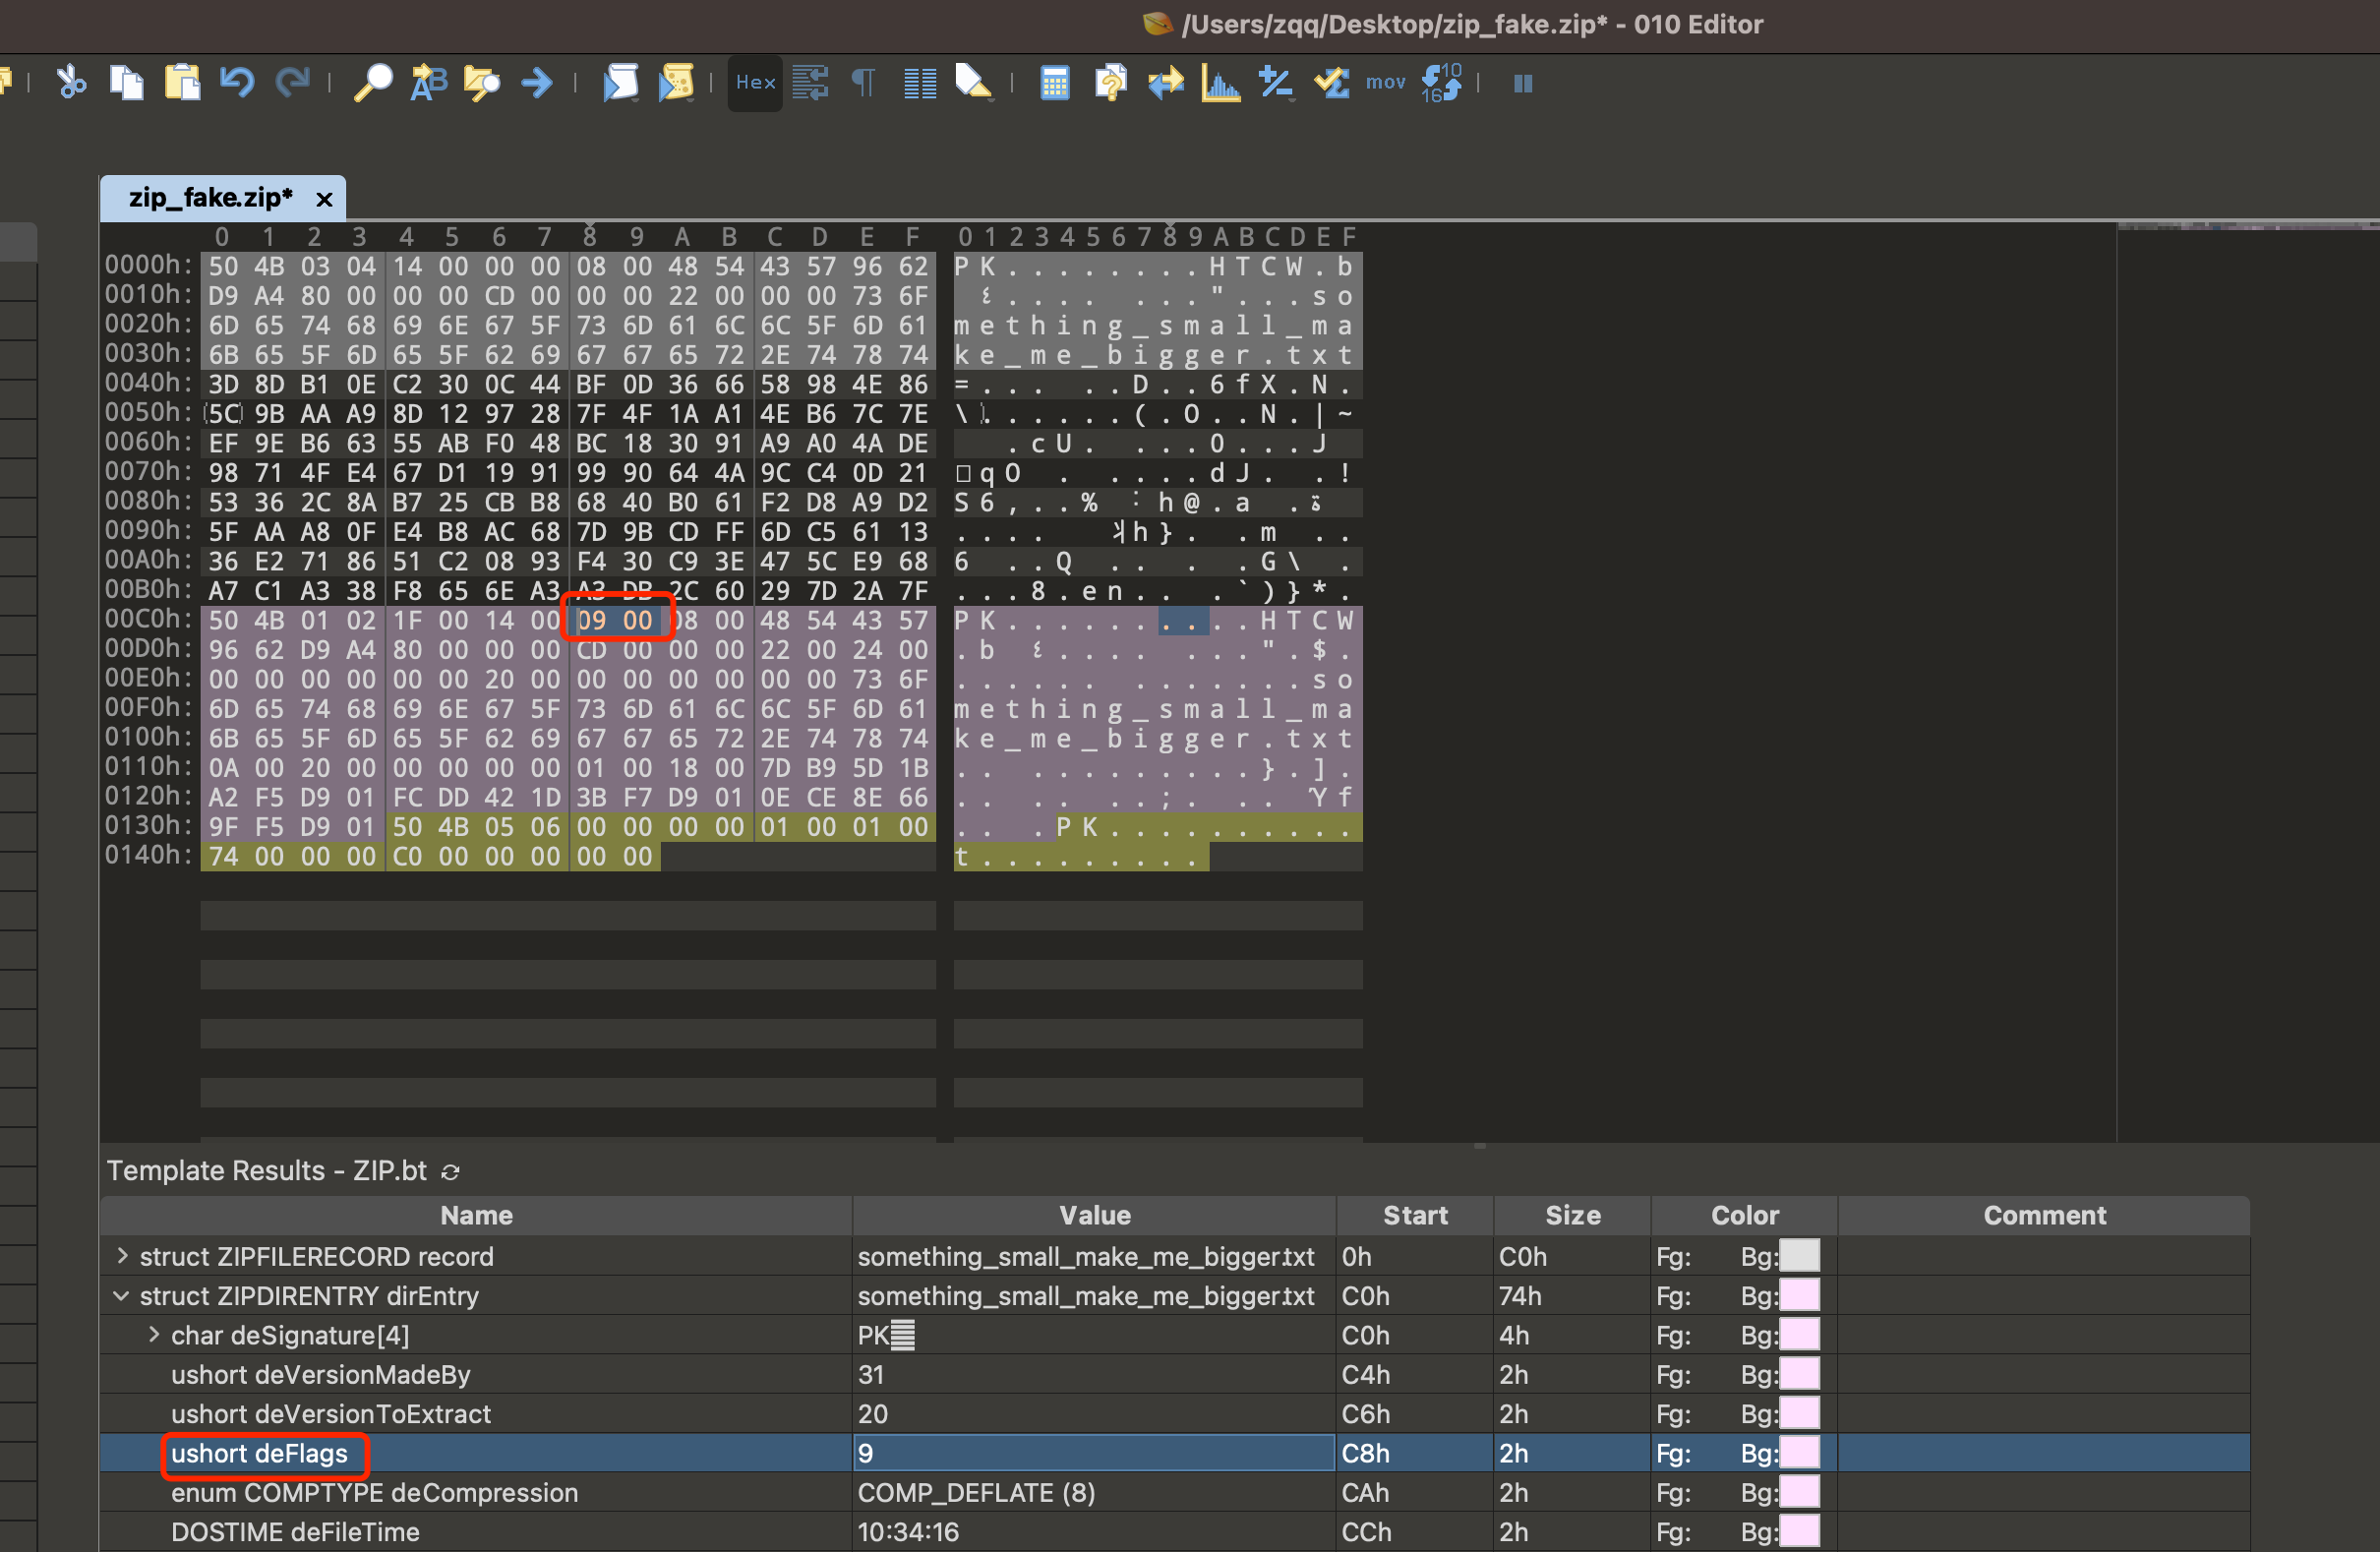 /Users/zqq/Desktop/zip_fake.zip* - 010 Editor
Hex
mov
10
16
zip_fake.zip* ×
0 1 2 3 4 5 6 7 8 9 A B C D E F 0 1 2 3 4 5 6 7 8 9 A B C D E F
0000h: 50 4B 03 04 14 00 00 00 08 00 48 54 43 57 96 62 PK........HTCW.b
0010h: D9 A4 80 00 00 00 CD 00 00 00 22 00 00 00 73 6F ٤.... ..."...so
0020h: 6D 65 74 68 69 6E 67 5F 73 6D 61 6C 6C 5F 6D 61 mething_small_ma
0030h: 6B 65 5F 6D 65 5F 62 69 67 67 65 72 2E 74 78 74 ke_me_bigger.txt
0040h: 3D 8D B1 0E C2 30 0C 44 BF 0D 36 66 58 98 4E 86 =... ..D..6fX.N.
0050h: 5C 9B AA A9 8D 12 97 28 7F 4F 1A A1 4E B6 7C 7E \......(.O..N.|~
0060h: EF 9E B6 63 55 AB F0 48 BC 18 30 91 A9 A0 4A DE .cU. ...0...J
0070h: 98 71 4F E4 67 D1 19 91 99 90 64 4A 9C C4 0D 21 □qO . ....dJ. .!
0080h: 53 36 2C 8A B7 25 CB B8 68 40 B0 61 F2 D8 A9 D2 S6,..% h@.a .
0090h: 5F AA A8 0F E4 B8 AC 68 7D 9B CD FF 6D C5 61 13 .... h}. .m ..
00A0h: 36 E2 71 86 51 C2 08 93 F4 30 C9 3E 47 5C E9 68 6 ..Q .. . .G\ .
00B0h: A7 C1 A3 38 F8 65 6E A3 A3 DB 2C 60 29 7D 2A 7F ...8.en.. .`)}*.
00C0h: 50 4B 01 02 1F 00 14 00 09 00 08 00 48 54 43 57 PK..........HTCW
00D0h: 96 62 D9 A4 80 00 00 00 CD 00 00 00 22 00 24 00 .b ٤.... ...".$.
00E0h: 00 00 00 00 00 00 20 00 00 00 00 00 00 00 73 6F ...... .......so
00F0h: 6D 65 74 68 69 6E 67 5F 73 6D 61 6C 6C 5F 6D 61 mething_small_ma
0100h: 6B 65 5F 6D 65 5F 62 69 67 67 65 72 2E 74 78 74 ke_me_bigger.txt
0110h: 0A 00 20 00 00 00 00 00 01 00 18 00 7D B9 5D 1B .. .........}.].
0120h: A2 F5 D9 01 FC DD 42 1D 3B F7 D9 01 0E CE 8E 66 .. .. ..; .. Ύf
0130h: 9F F5 D9 01 50 4B 05 06 00 00 00 00 01 00 01 00 .. .PK..........
0140h: 74 00 00 00 C0 00 00 00 00 00 t.........
Template Results - ZIP.bt
Name Value Start Size Color Comment
struct ZIPFILERECORD record something_small_make_me_bigger.txt 0h C0h Fg: Bg:
struct ZIPDIRENTRY dirEntry something_small_make_me_bigger.txt C0h 74h Fg: Bg:
char deSignature[4] PK C0h 4h Fg: Bg:
ushort deVersionMadeBy 31 C4h 2h Fg: Bg:
ushort deVersionToExtract 20 C6h 2h Fg: Bg:
ushort deFlags 9 C8h 2h Fg: Bg:
enum COMPTYPE deCompression COMP_DEFLATE (8) CAh 2h Fg: Bg:
DOSTIME deFileTime 10:34:16 CCh 2h Fg: Bg: